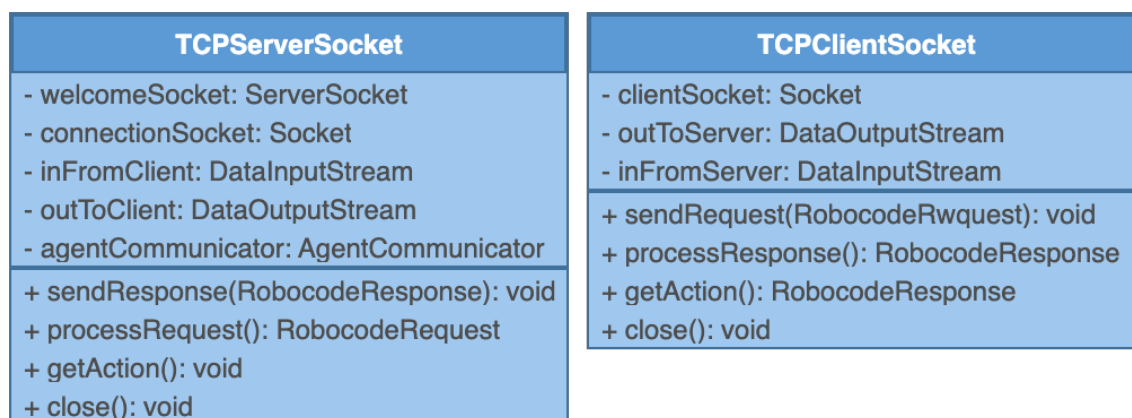 TCPServerSocket
- welcomeSocket: ServerSocket
- connectionSocket: Socket
- inFromClient: DataInputStream
- outToClient: DataOutputStream
- agentCommunicator: AgentCommunicator
+ sendResponse(RobocodeResponse): void
+ processRequest(): RobocodeRequest
+ getAction(): void
+ close(): void
TCPClientSocket
- clientSocket: Socket
- outToServer: DataOutputStream
- inFromServer: DataInputStream
+ sendRequest(RobocodeRwquest): void
+ processResponse(): RobocodeResponse
+ getAction(): RobocodeResponse
+ close(): void